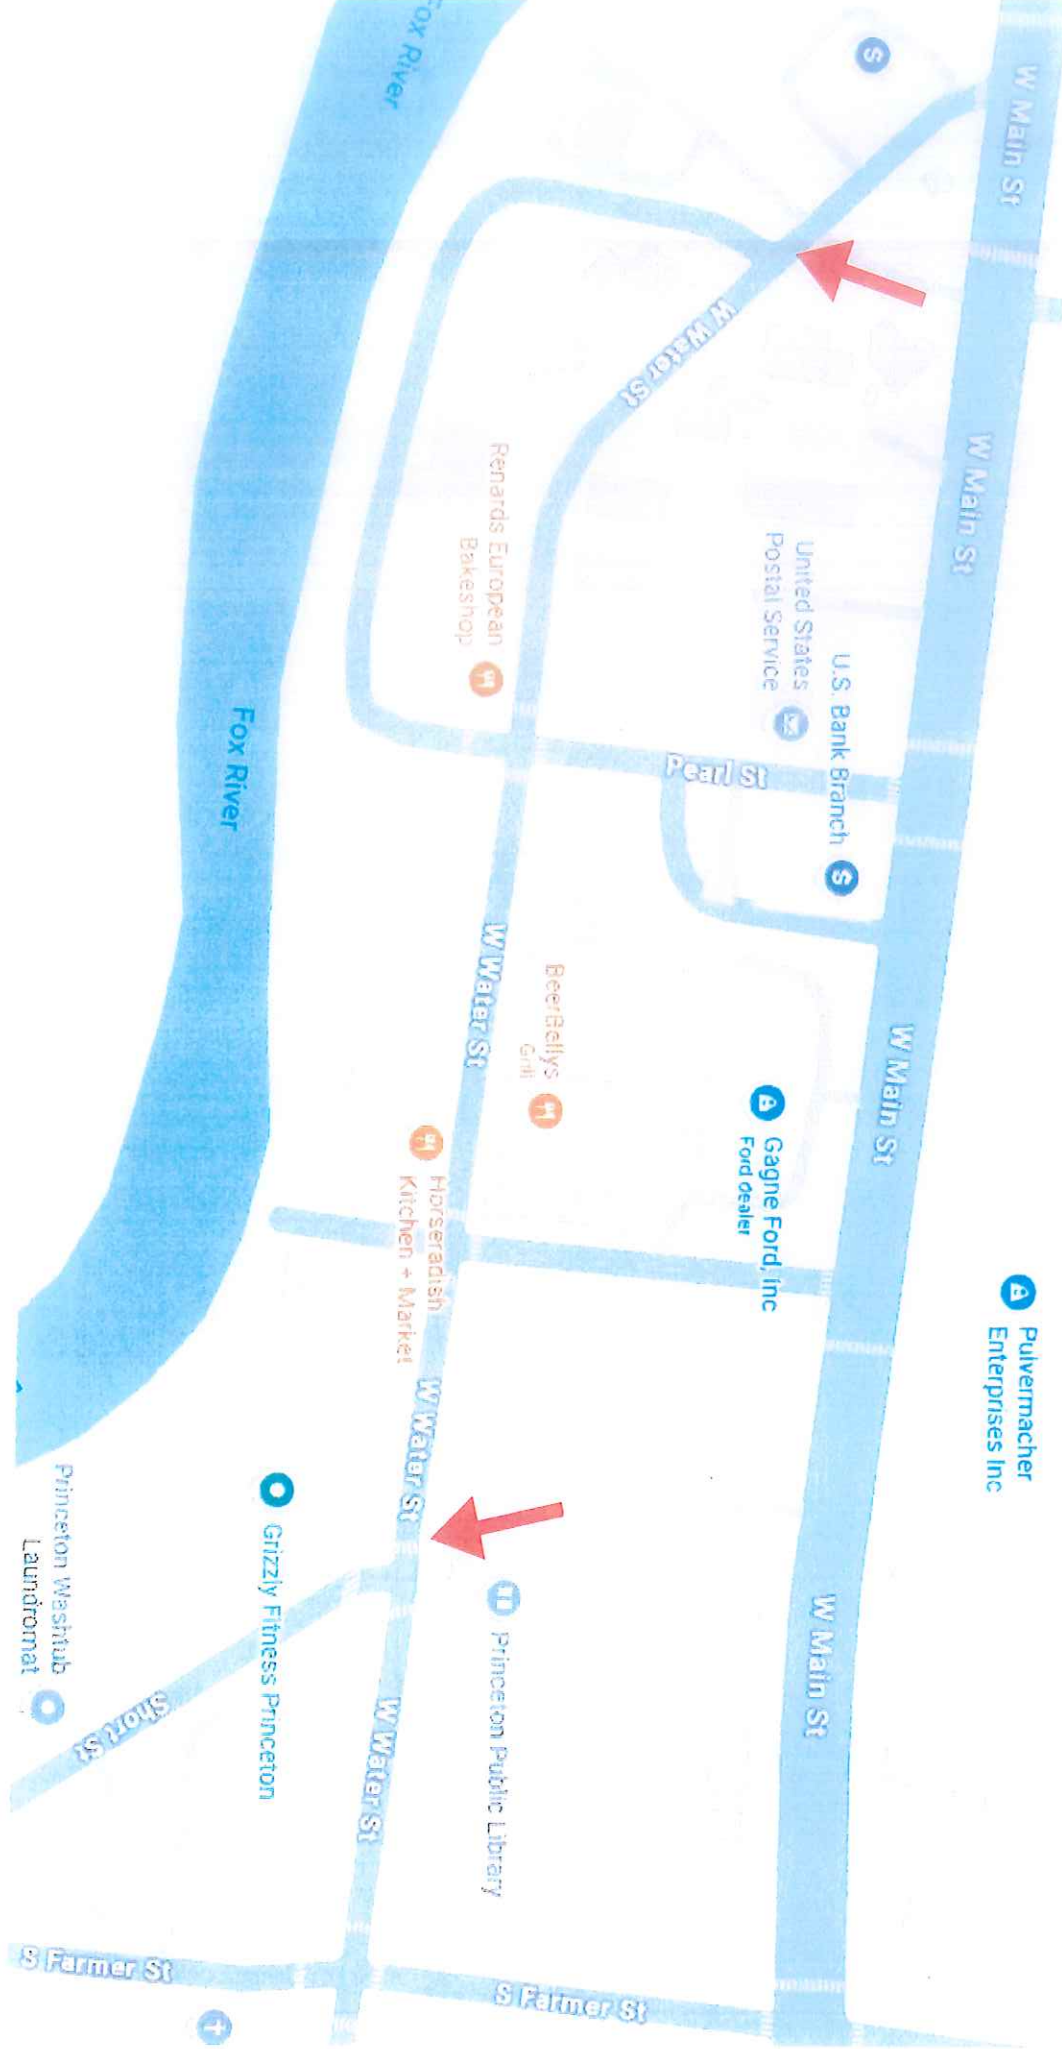 W Main St
W Main St
W Main St
W Main St
Pulvermacher
Enterprises Inc
United States
Postal Service
U.S. Bank Branch
Pearl St
Gagne Ford, Inc
Ford dealer
W Water St
Renards European
Bakeshop
BeerBellys
Grill
W Water St
Horseradish
Kitchen + Market
W Water St
Princeton Public Library
W Water St
S Farmer St
Fox River
Fox River
Grizzly Fitness Princeton
Princeton Washtub
Laundromat
Short St
S Farmer St